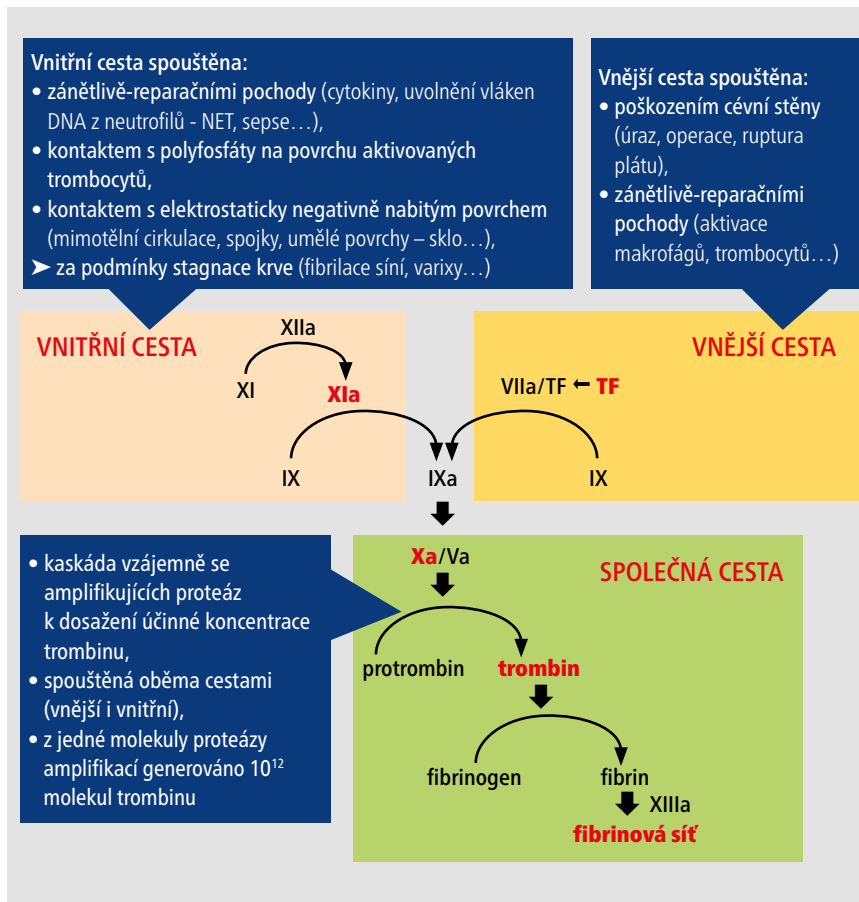 Vnitřní cesta spouštěna:
• zánětlivě-reparačními pochody (cytokiny, uvolnění vláken
DNA z neutrofilů - NET, sepse…),
• kontaktem s polyfosfáty na povrchu aktivovaných
trombocytů,
• kontaktem s elektrostaticky negativně nabitým povrchem
(mimotělní cirkulace, spojky, umělé povrchy – sklo…),
➤ za podmínky stagnace krve (fibrilace síní, varixy…)
Vnější cesta spouštěna:
• poškozením cévní stěny
(úraz, operace, ruptura
plátu),
• zánětlivě-reparačními
pochody (aktivace
makrofágů, trombocytů…)
VNITŘNÍ CESTA
XIIa
XI
XIa
IX
IXa
VNĚJŠÍ CESTA
VIIa/TF ← TF
IX
• kaskáda vzájemně se
amplifikujících proteáz
k dosažení účinné koncentrace
trombinu,
• spouštěná oběma cestami
(vnější i vnitřní),
• z jedné molekuly proteázy
amplifikací generováno 10¹²
molekul trombinu
Xa/Va
SPOLEČNÁ CESTA
protrombin
trombin
fibrinogen
fibrin
XIIIa
fibrinová síť